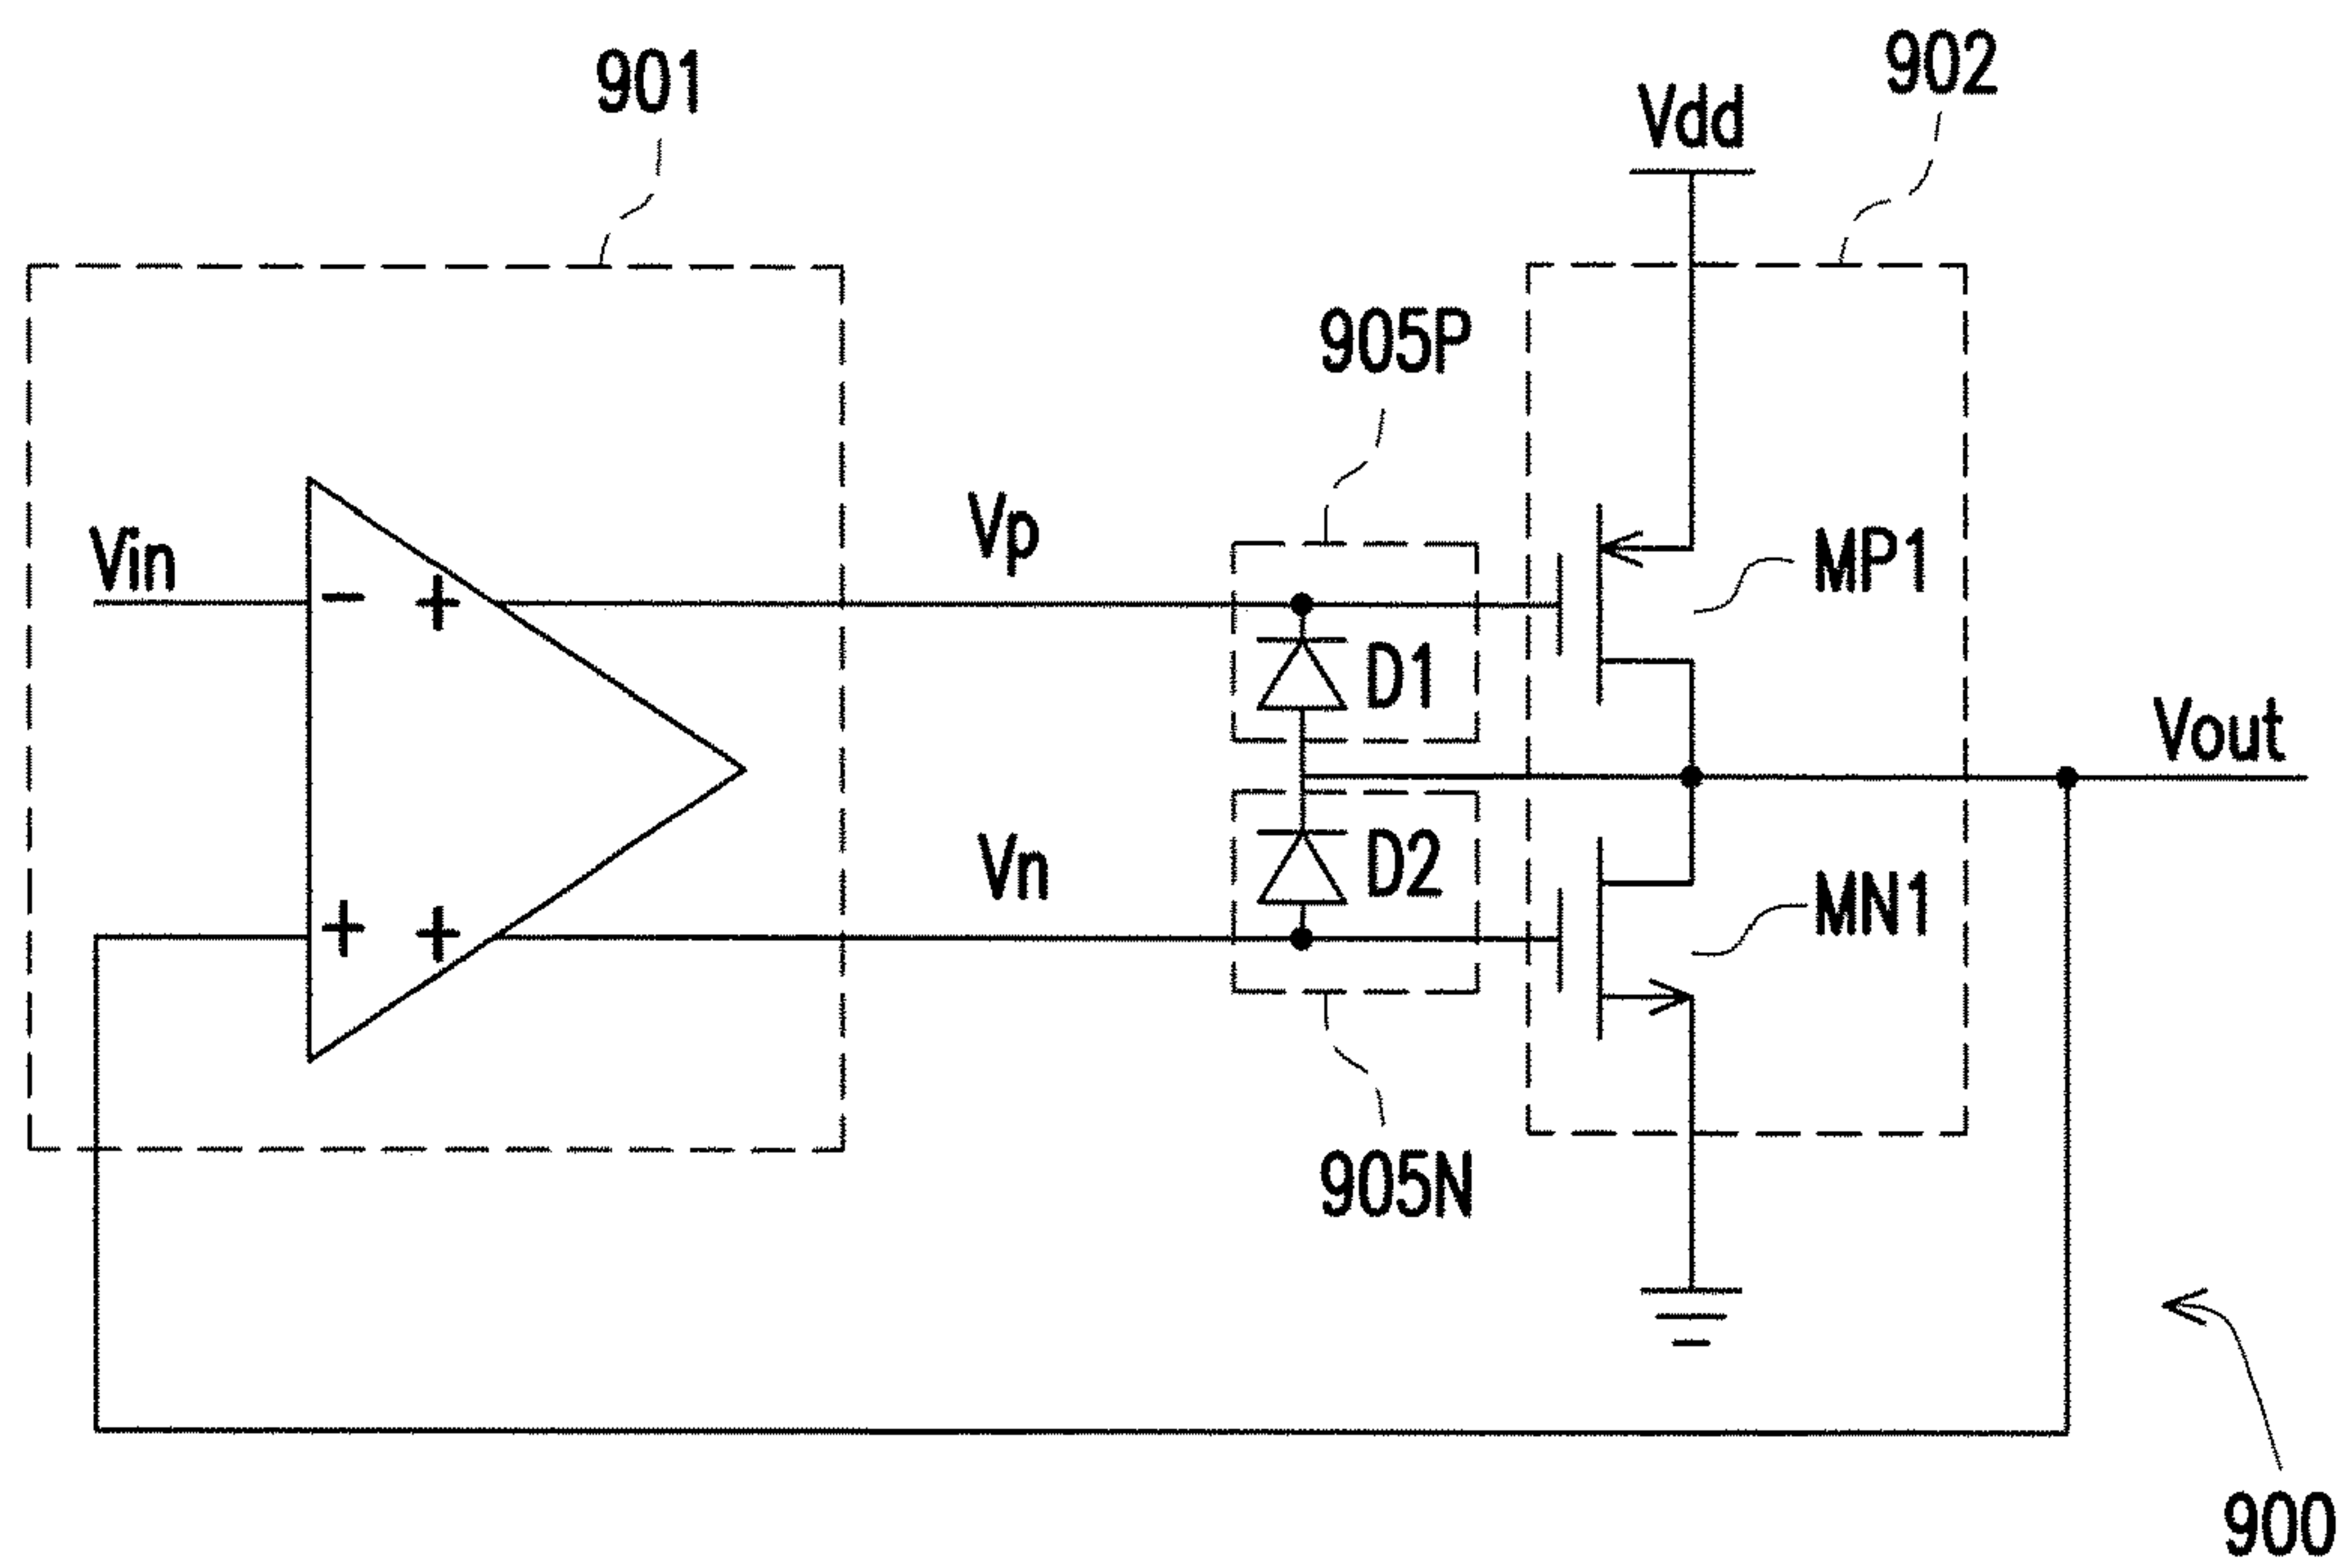 901
902
Vdd
905P
Vp
Vin
- +
MP1
D1
Vout
Vn
D2
MN1
+ +
905N
900